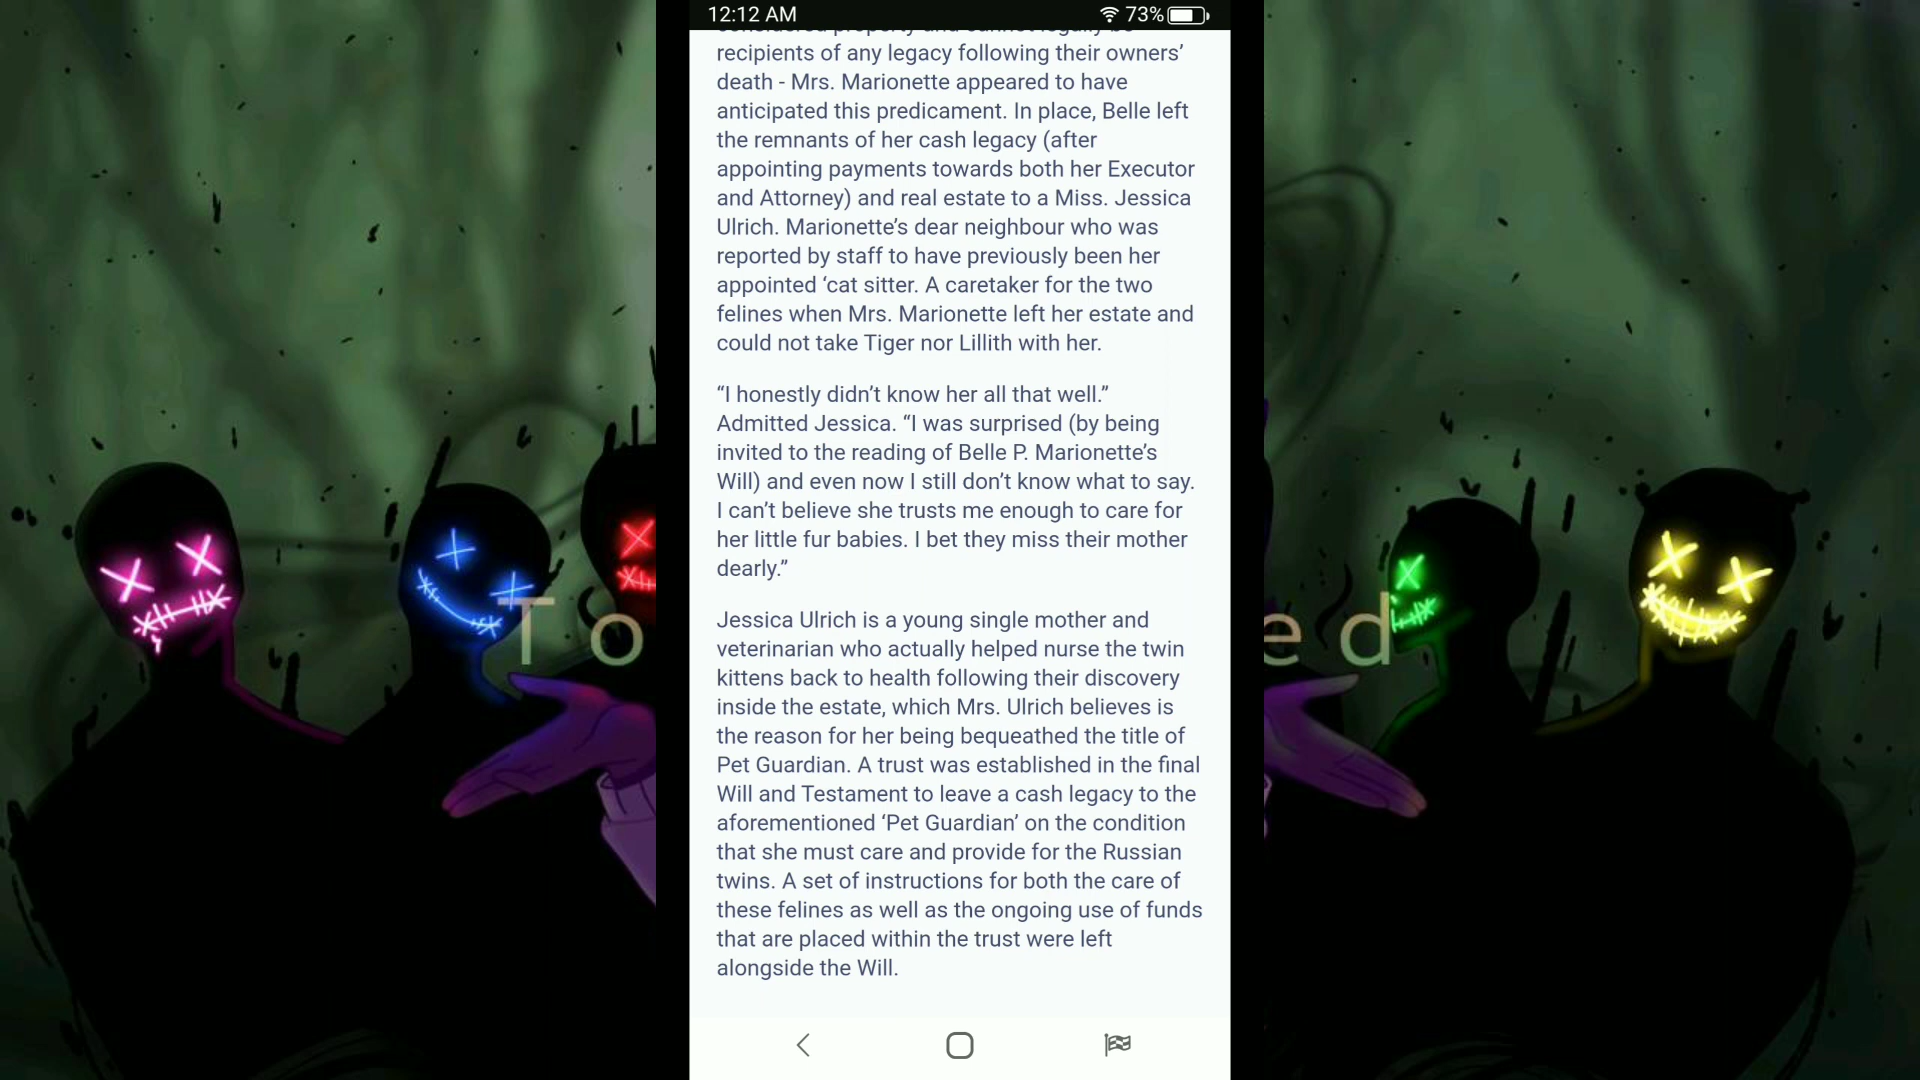 12:12 AM
73%
considered property and cannot legally be
recipients of any legacy following their owners’
death - Mrs. Marionette appeared to have
anticipated this predicament. In place, Belle left
the remnants of her cash legacy (after
appointing payments towards both her Executor
and Attorney) and real estate to a Miss. Jessica
Ulrich. Marionette’s dear neighbour who was
reported by staff to have previously been her
appointed ‘cat sitter. A caretaker for the two
felines when Mrs. Marionette left her estate and
could not take Tiger nor Lillith with her.
“I honestly didn’t know her all that well.”
Admitted Jessica. “I was surprised (by being
invited to the reading of Belle P. Marionette’s
Will) and even now I still don’t know what to say.
I can’t believe she trusts me enough to care for
her little fur babies. I bet they miss their mother
dearly.”
Jessica Ulrich is a young single mother and
veterinarian who actually helped nurse the twin
kittens back to health following their discovery
inside the estate, which Mrs. Ulrich believes is
the reason for her being bequeathed the title of
Pet Guardian. A trust was established in the final
Will and Testament to leave a cash legacy to the
aforementioned ‘Pet Guardian’ on the condition
that she must care and provide for the Russian
twins. A set of instructions for both the care of
these felines as well as the ongoing use of funds
that are placed within the trust were left
alongside the Will.